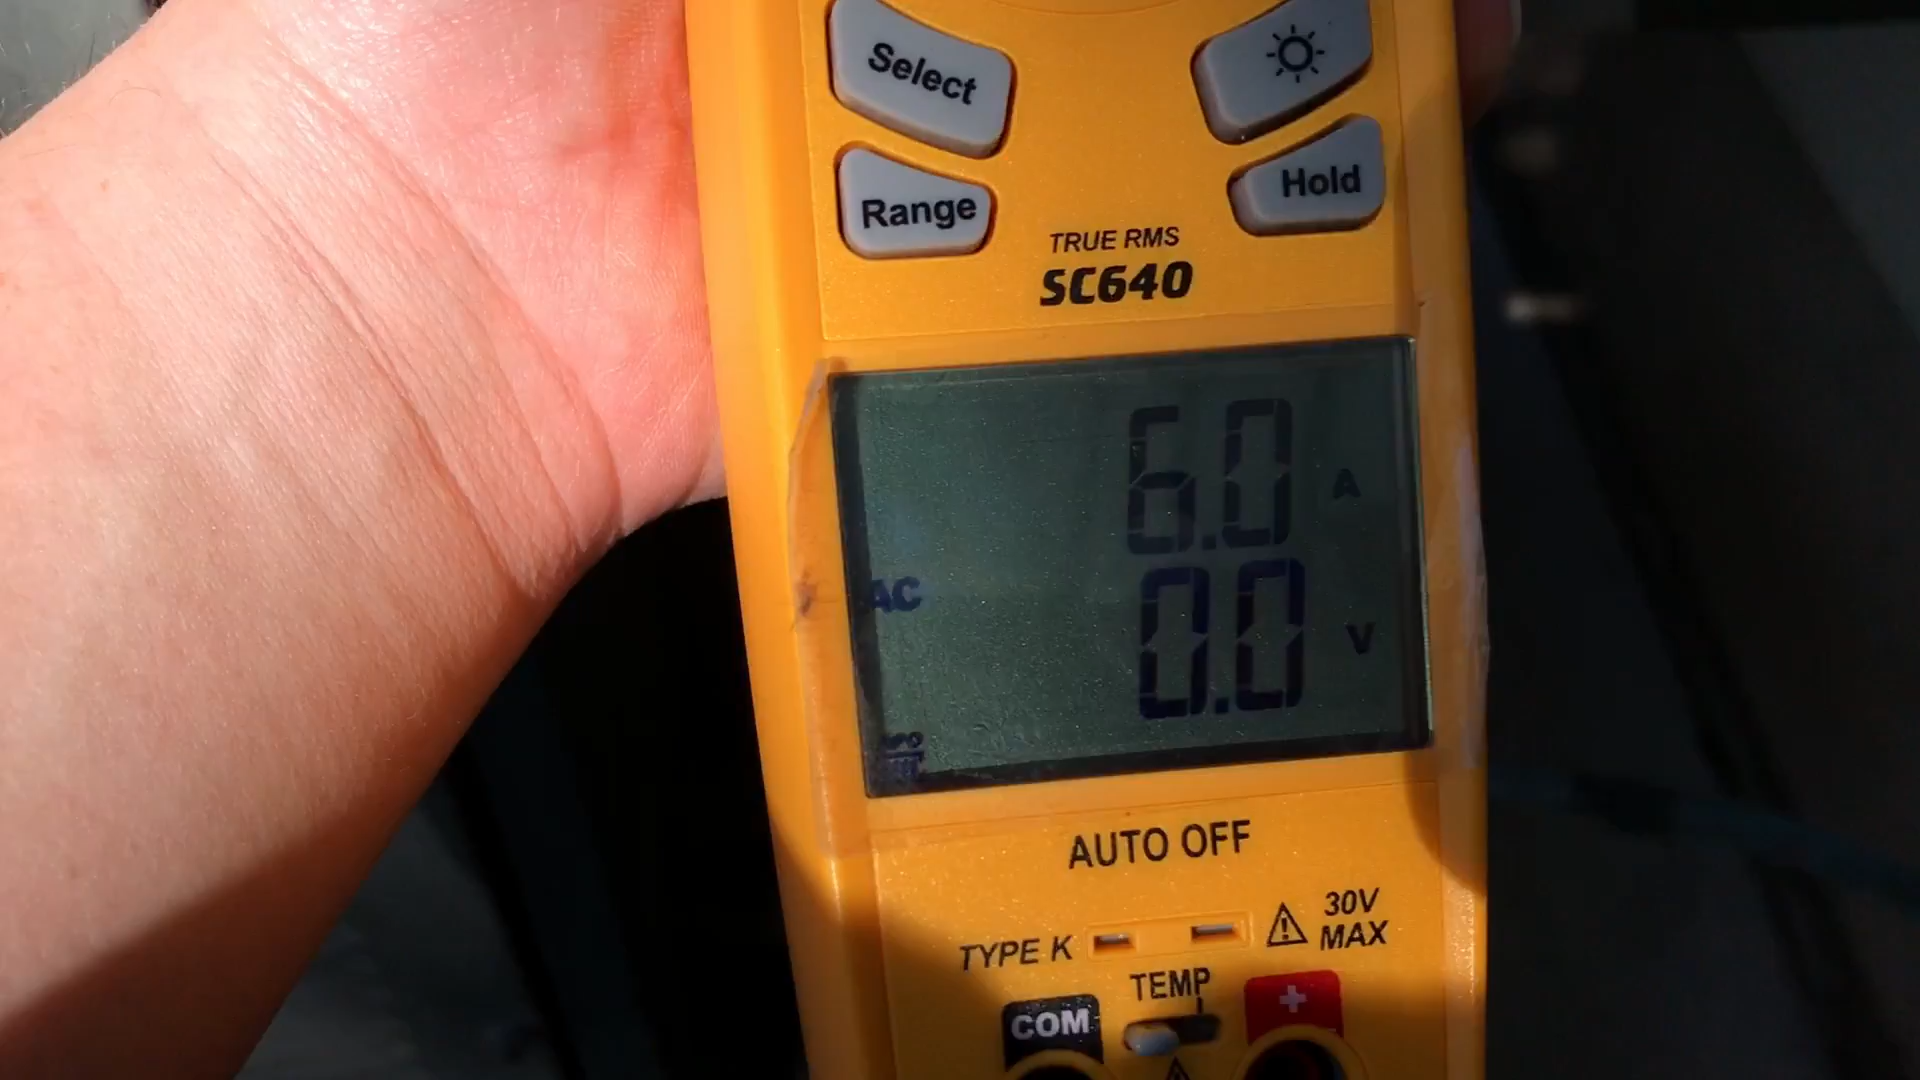 Select
Range
Hold
TRUE RMS
SC640
6.0 A
AC
0.0 V
AUTO OFF
TYPE K
30V
MAX
TEMP
COM
+